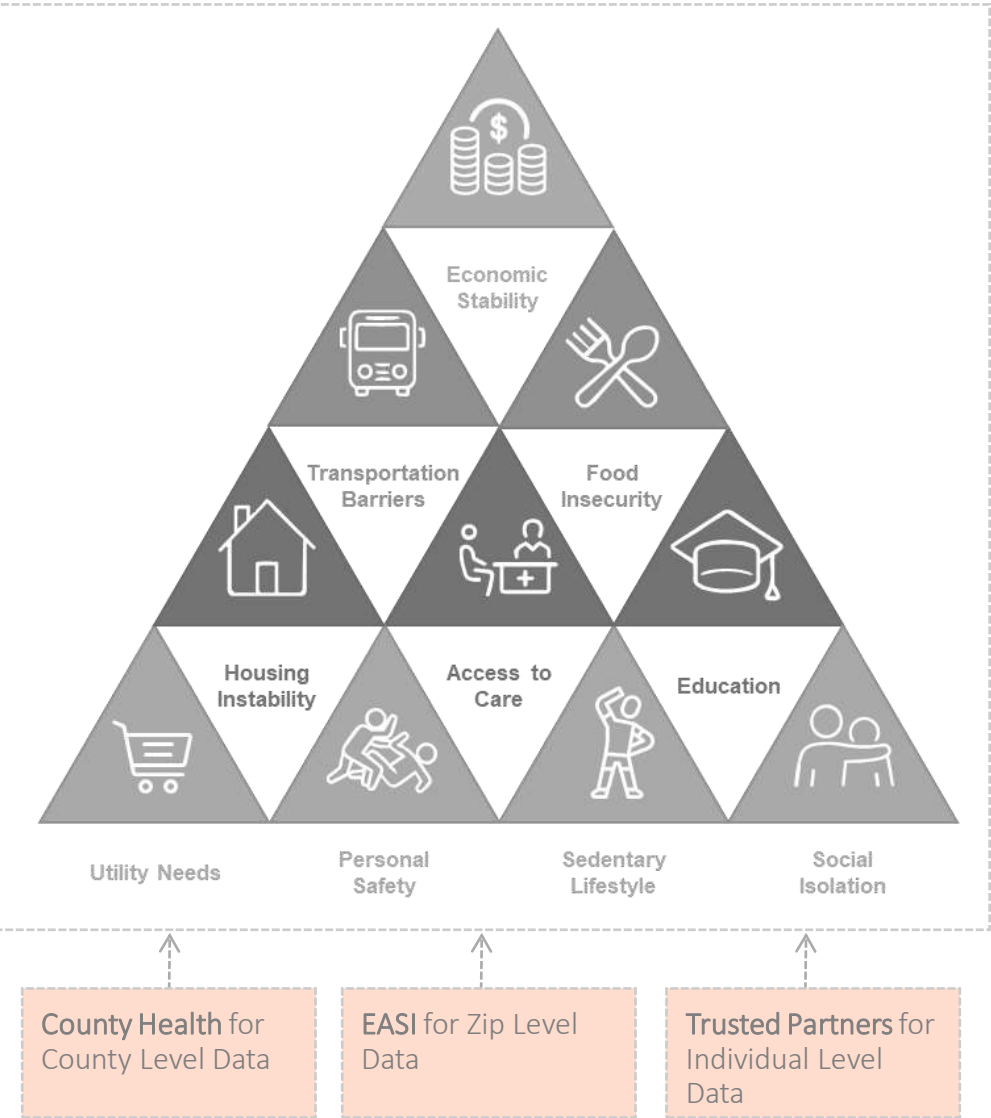 $
Economic
Stability
Transportation
Barriers
Food
Insecurity
Housing
Instability
Access to
Care
Education
Utility Needs
Personal
Safety
Sedentary
Lifestyle
Social
Isolation
County Health for
County Level Data
EASI for Zip Level
Data
Trusted Partners for
Individual Level
Data